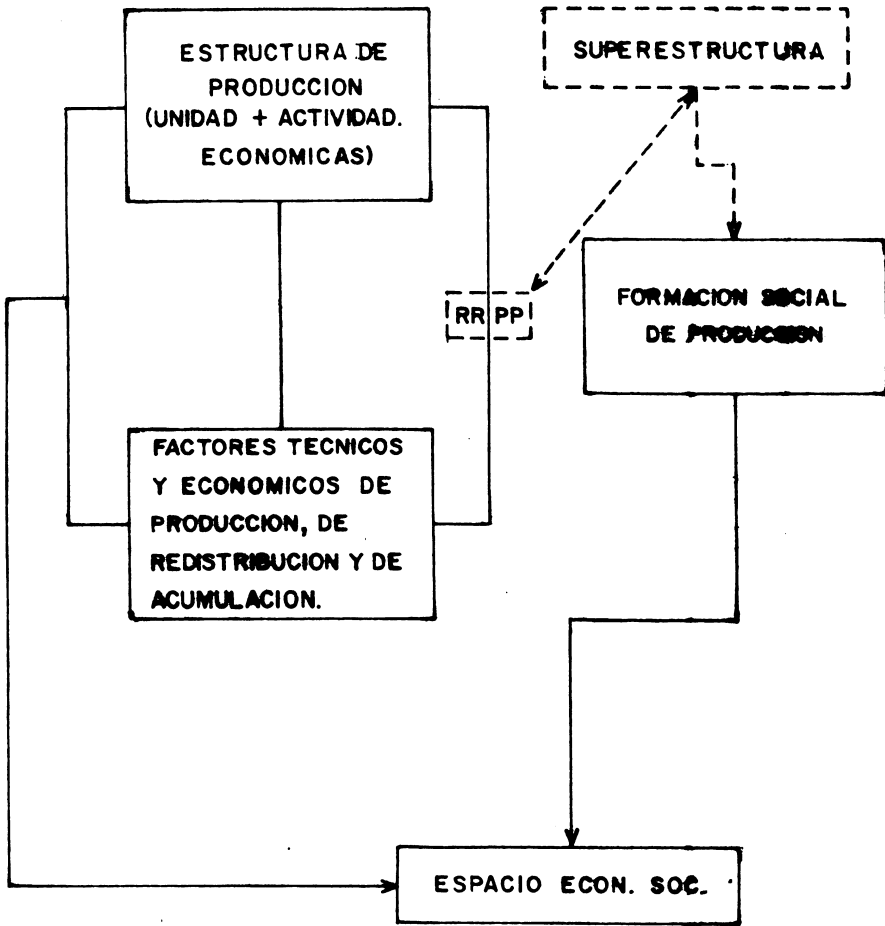 ESTRUCTURA DE
PRODUCCION
(UNIDAD + ACTIVIDAD.
ECONOMICAS)
SUPERESTRUCTURA
RR PP
FORMACION SOCIAL
DE PRODUCCION
FACTORES TECNICOS
Y ECONOMICOS DE
PRODUCCION, DE
REDISTRIBUCION Y DE
ACUMULACION.
ESPACIO ECON. SOC.